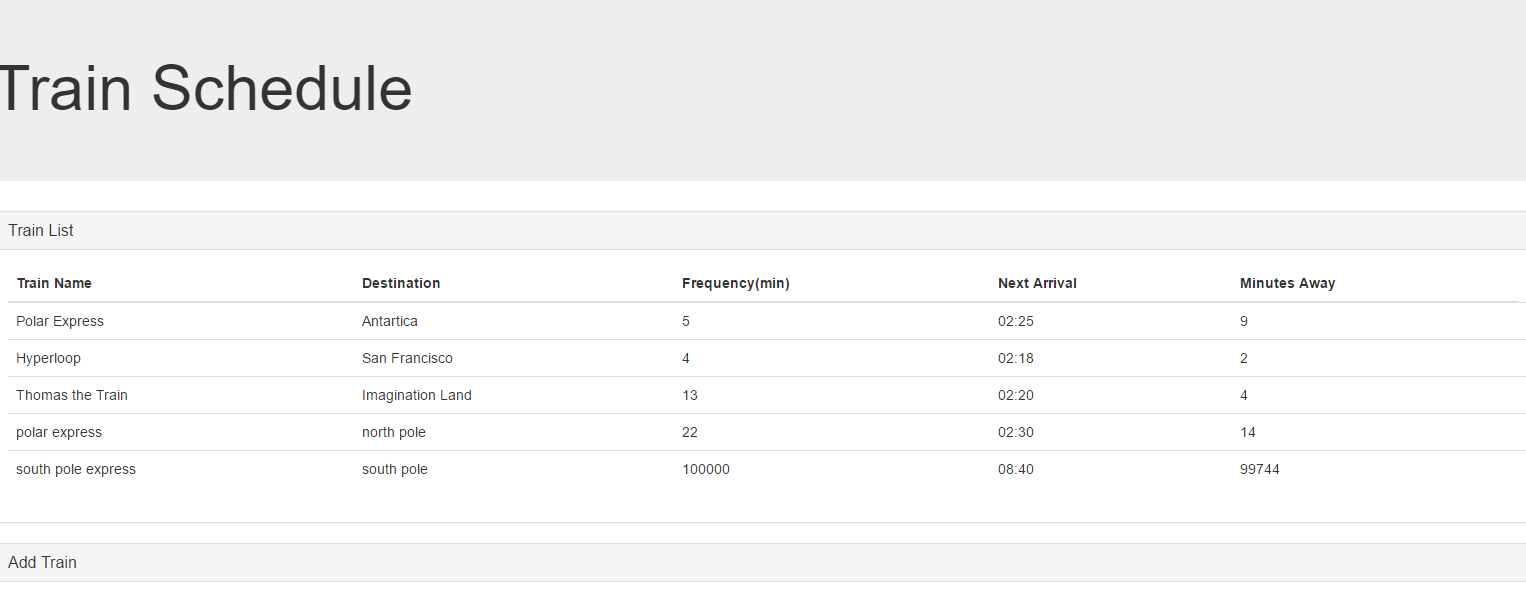 Train Schedule
Train List
Train Name Destination Frequency(min) Next Arrival Minutes Away
Polar Express Antartica 5 02:25 9
Hyperloop San Francisco 4 02:18 2
Thomas the Train Imagination Land 13 02:20 4
polar express north pole 22 02:30 14
south pole express south pole 100000 08:40 99744
Add Train